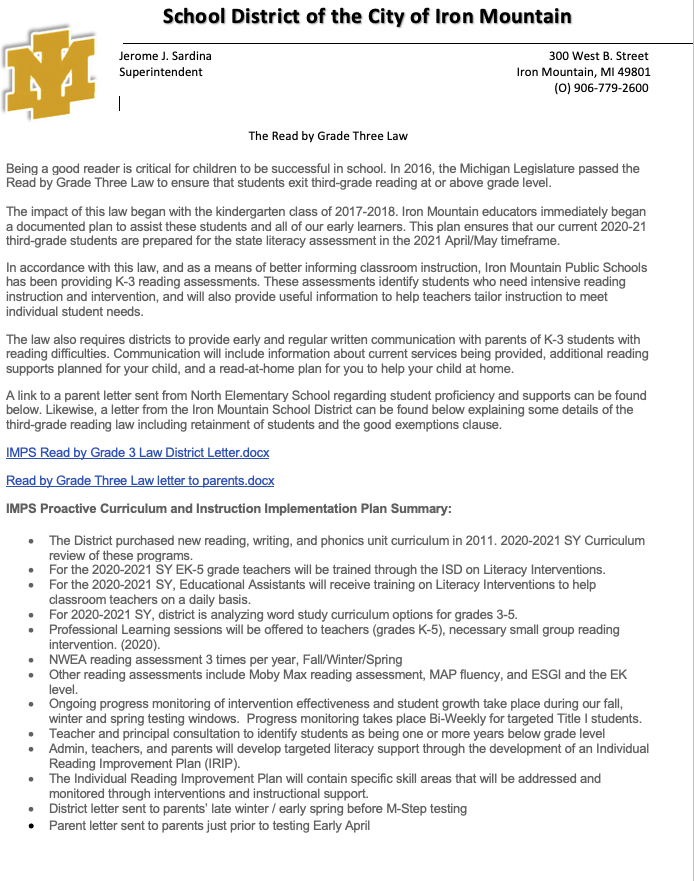 School District of the City of Iron Mountain
Jerome J. Sardina
Superintendent
300 West B. Street
Iron Mountain, MI 49801
(O) 906-779-2600
IM
The Read by Grade Three Law
Being a good reader is critical for children to be successful in school. In 2016, the Michigan Legislature passed the
Read by Grade Three Law to ensure that students exit third-grade reading at or above grade level.
The impact of this law began with the kindergarten class of 2017-2018. Iron Mountain educators immediately began
a documented plan to assist these students and all of our early learners. This plan ensures that our current 2020-21
third-grade students are prepared for the state literacy assessment in the 2021 April/May timeframe.
In accordance with this law, and as a means of better informing classroom instruction, Iron Mountain Public Schools
has been providing K-3 reading assessments. These assessments identify students who need intensive reading
instruction and intervention, and will also provide useful information to help teachers tailor instruction to meet
individual student needs.
The law also requires districts to provide early and regular written communication with parents of K-3 students with
reading difficulties. Communication will include information about current services being provided, additional reading
supports planned for your child, and a read-at-home plan for you to help your child at home.
A link to a parent letter sent from North Elementary School regarding student proficiency and supports can be found
below. Likewise, a letter from the Iron Mountain School District can be found below explaining some details of the
third-grade reading law including retainment of students and the good exemptions clause.
IMPS Read by Grade 3 Law District Letter.docx
Read by Grade Three Law letter to parents.docx
IMPS Proactive Curriculum and Instruction Implementation Plan Summary:
• The District purchased new reading, writing, and phonics unit curriculum in 2011. 2020-2021 SY Curriculum
review of these programs.
• For the 2020-2021 SY EK-5 grade teachers will be trained through the ISD on Literacy Interventions.
• For the 2020-2021 SY, Educational Assistants will receive training on Literacy Interventions to help
classroom teachers on a daily basis.
• For 2020-2021 SY, district is analyzing word study curriculum options for grades 3-5.
• Professional Learning sessions will be offered to teachers (grades K-5), necessary small group reading
intervention. (2020).
• NWEA reading assessment 3 times per year, Fall/Winter/Spring
• Other reading assessments include Moby Max reading assessment, MAP fluency, and ESGI and the EK
level.
• Ongoing progress monitoring of intervention effectiveness and student growth take place during our fall,
winter and spring testing windows. Progress monitoring takes place Bi-Weekly for targeted Title I students.
• Teacher and principal consultation to identify students as being one or more years below grade level
• Admin, teachers, and parents will develop targeted literacy support through the development of an Individual
Reading Improvement Plan (IRIP).
• The Individual Reading Improvement Plan will contain specific skill areas that will be addressed and
monitored through interventions and instructional support.
• District letter sent to parents' late winter / early spring before M-Step testing
• Parent letter sent to parents just prior to testing Early April